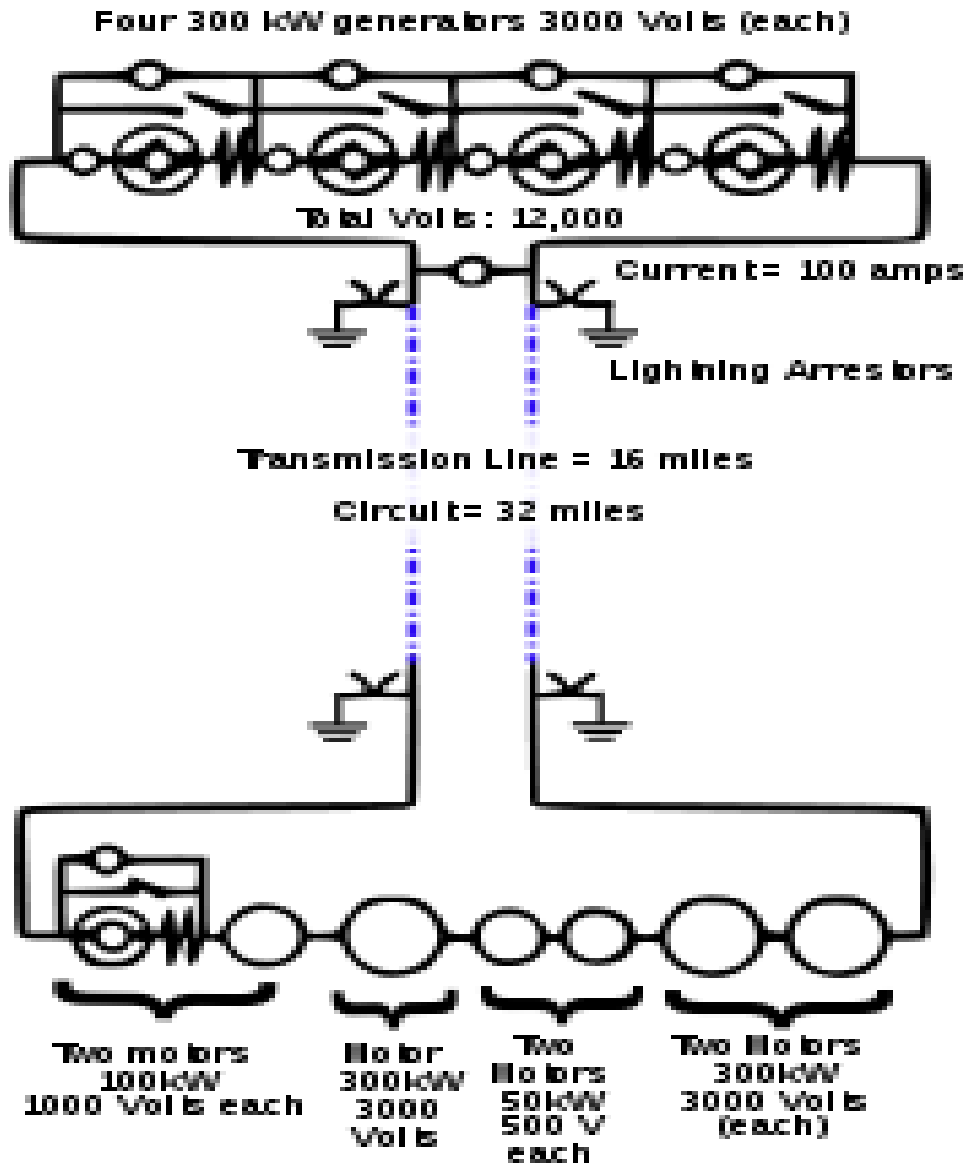 Four 300 kW generators 3000 Volts (each)
Total Volts: 12,000
Current= 100 amps
Lightning Arrestors
Transmission Line = 16 miles
Circuit= 32 miles
Two motors
100kW
1000 Volts each
Motor
300kW
3000
Volts
Two
Motors
50kW
500 V
each
Two Motors
300kW
3000 Volts
(each)